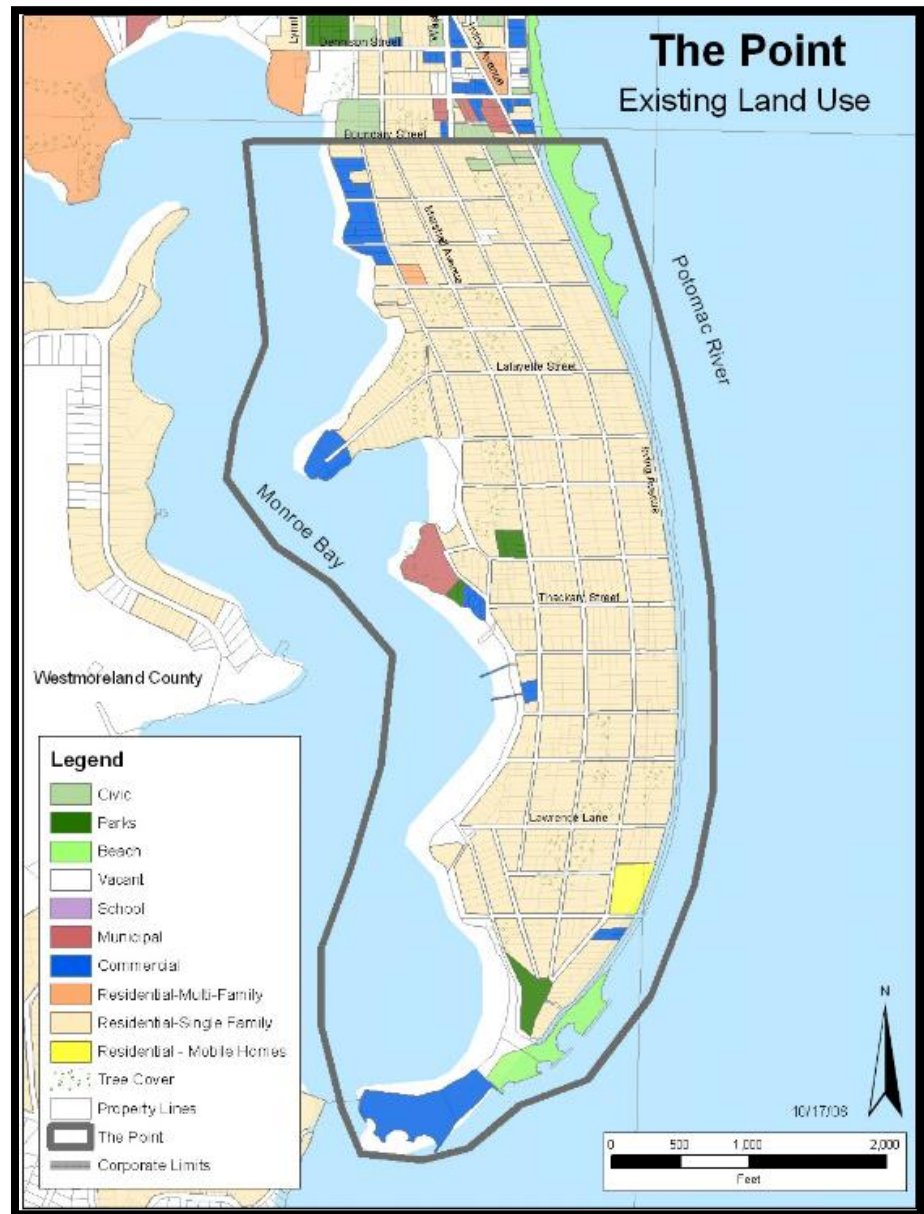 The Point
Existing Land Use
Dennison Street
Boundary Street
Marshall Avenue
Potomac River
Lafayette Street
Irving Avenue
Monroe Bay
Thackary Street
Westmoreland County
Lawrence Lane
Legend
Civic
Parks
Beach
Vacant
School
Municipal
Commercial
Residential-Multi-Family
Residential-Single Family
Residential - Mobile Homes
Tree Cover
Property Lines
The Point
Corporate Limits
N
10/17/08
0 500 1,000 2,000
Feet